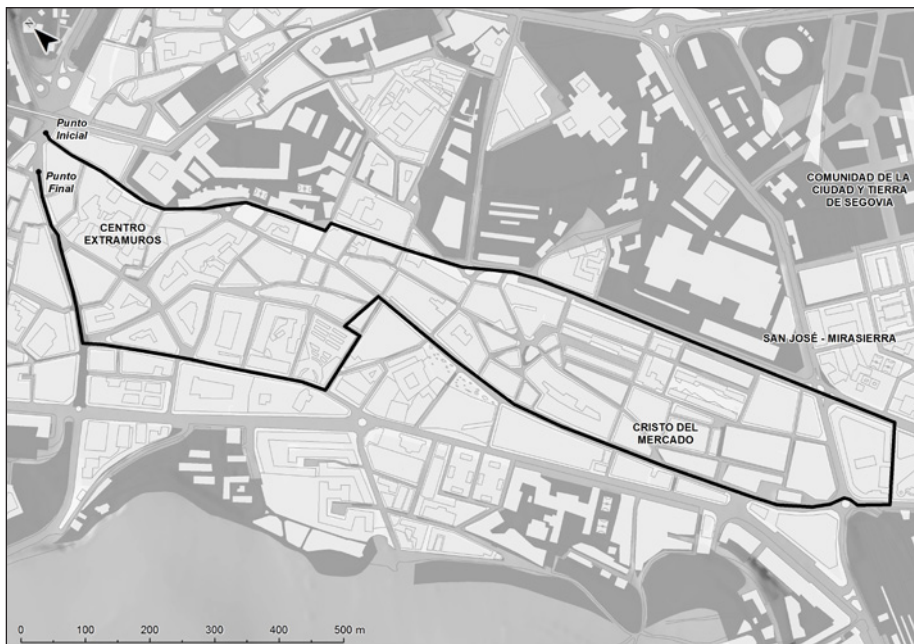 Punto
Inicial
Punto
Final
CENTRO
EXTRAMUROS
COMUNIDAD DE LA
CIUDAD Y TIERRA
DE SEGOVIA
SAN JOSÉ - MIRASIERRA
CRISTO DEL
MERCADO
0 100 200 300 400 500 m